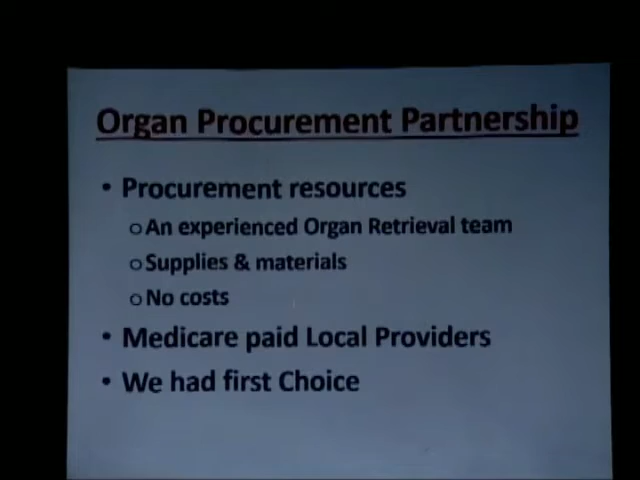 Organ Procurement Partnership
• Procurement resources
o An experienced Organ Retrieval team
o Supplies & materials
o No costs
• Medicare paid Local Providers
• We had first Choice